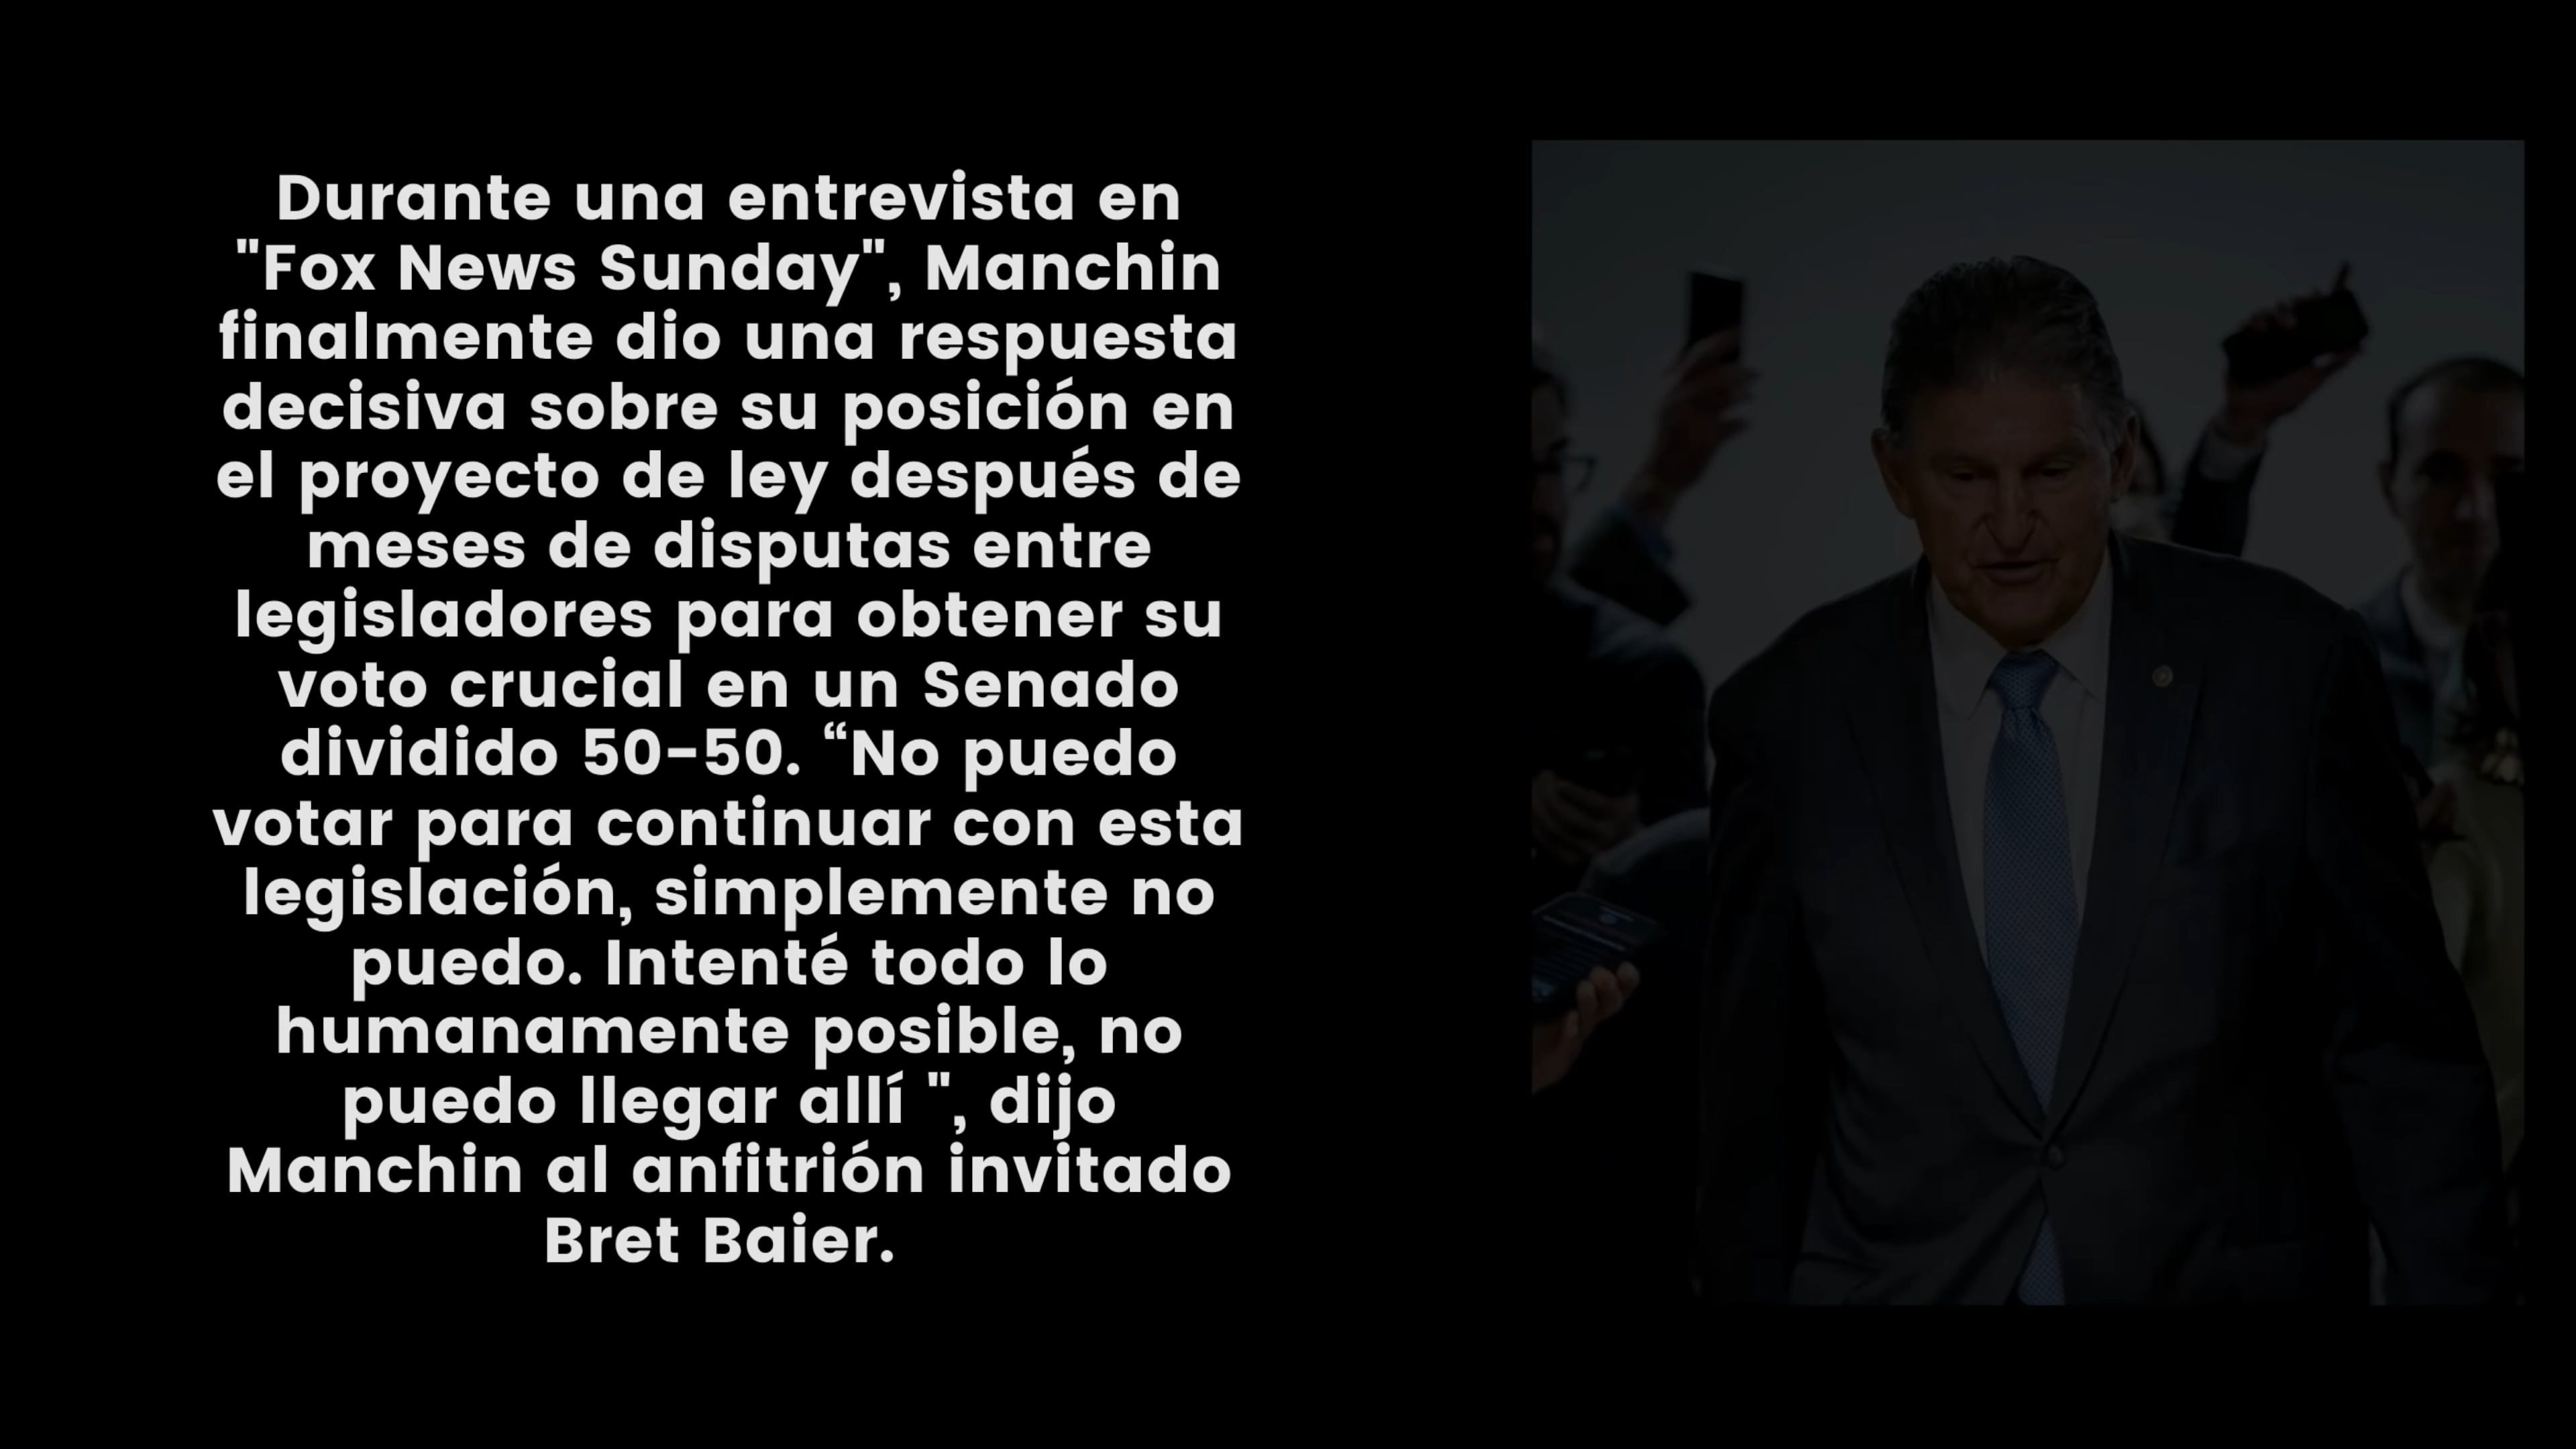 Durante una entrevista en
"Fox News Sunday", Manchin
finalmente dio una respuesta
decisiva sobre su posición en
el proyecto de ley después de
meses de disputas entre
legisladores para obtener su
voto crucial en un Senado
dividido 50-50. “No puedo
votar para continuar con esta
legislación, simplemente no
puedo. Intenté todo lo
humanamente posible, no
puedo llegar allí ", dijo
Manchin al anfitrión invitado
Bret Baier.